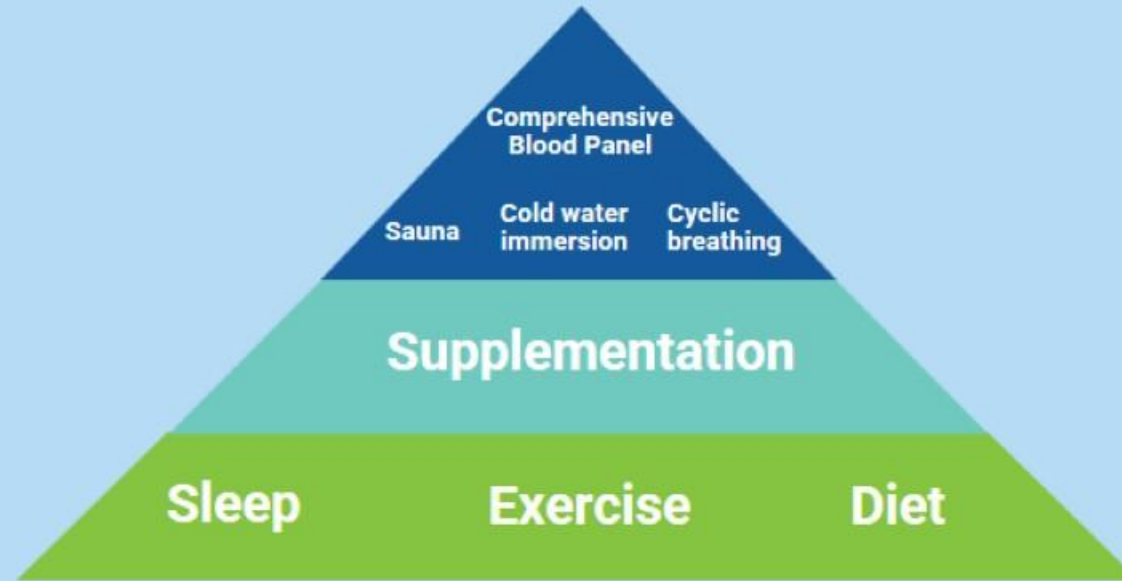 Comprehensive
Blood Panel
Sauna
Cold water
immersion
Cyclic
breathing
Supplementation
Sleep
Exercise
Diet